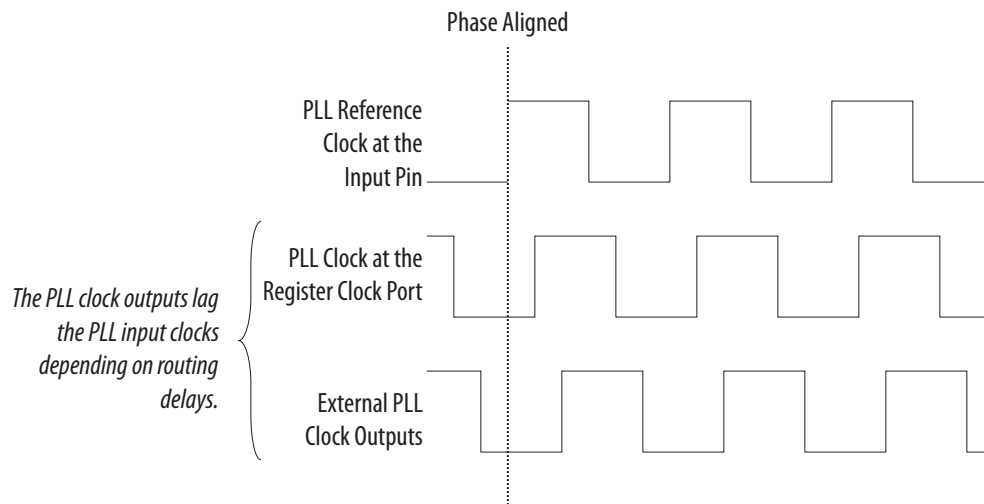 Phase Aligned
PLL Reference
Clock at the
Input Pin
PLL Clock at the
Register Clock Port
The PLL clock outputs lag
the PLL input clocks
depending on routing
delays.
External PLL
Clock Outputs